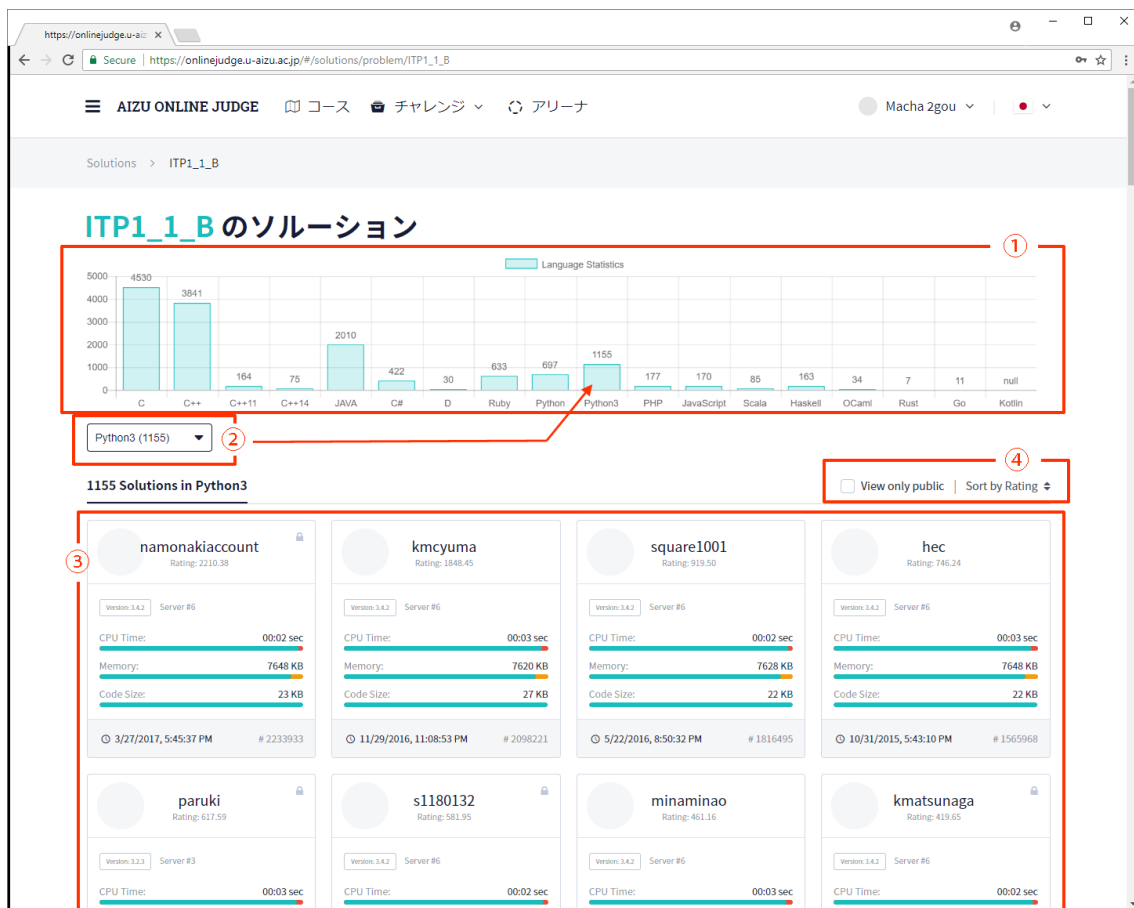 https://onlinejudge.u-aiz
Secure | https://onlinejudge.u-aizu.ac.jp/#/solutions/problem/ITP1_1_B
AIZU ONLINE JUDGE コース チャレンジ アリーナ Macha 2gou
Solutions > ITP1_1_B
ITP1_1_B のソルーション
①
Language Statistics
5000 4000 3000 2000 1000 0
4530 3841 164 75 2010 422 30 633 697 1155 177 170 85 163 34 7 11 null
C C++ C++11 C++14 JAVA C# D Ruby Python Python3 PHP JavaScript Scala Haskell OCaml Rust Go Kotlin
Python3 (1155) ②
④
1155 Solutions in Python3 View only public | Sort by Rating
③
namonakiaccount kmcyuma square1001 hec
Rating: 2210.38 Rating: 1848.45 Rating: 919.50 Rating: 746.24
Version: 3.4.2 Server #6 Version: 3.4.2 Server #6 Version: 3.4.2 Server #6 Version: 3.4.2 Server #6
CPU Time: 00:02 sec CPU Time: 00:03 sec CPU Time: 00:02 sec CPU Time: 00:03 sec
Memory: 7648 KB Memory: 7620 KB Memory: 7628 KB Memory: 7648 KB
Code Size: 23 KB Code Size: 27 KB Code Size: 22 KB Code Size: 22 KB
3/27/2017, 5:45:37 PM # 2233933 11/29/2016, 11:08:53 PM # 2098221 5/22/2016, 8:50:32 PM # 1816495 10/31/2015, 5:43:10 PM # 1565968
paruki s1180132 minaminao kmatsunaga
Rating: 617.59 Rating: 581.95 Rating: 461.16 Rating: 419.65
Version: 3.2.3 Server #3 Version: 3.4.2 Server #6 Version: 3.4.2 Server #6 Version: 3.4.2 Server #6
CPU Time: 00:03 sec CPU Time: 00:02 sec CPU Time: 00:03 sec CPU Time: 00:02 sec